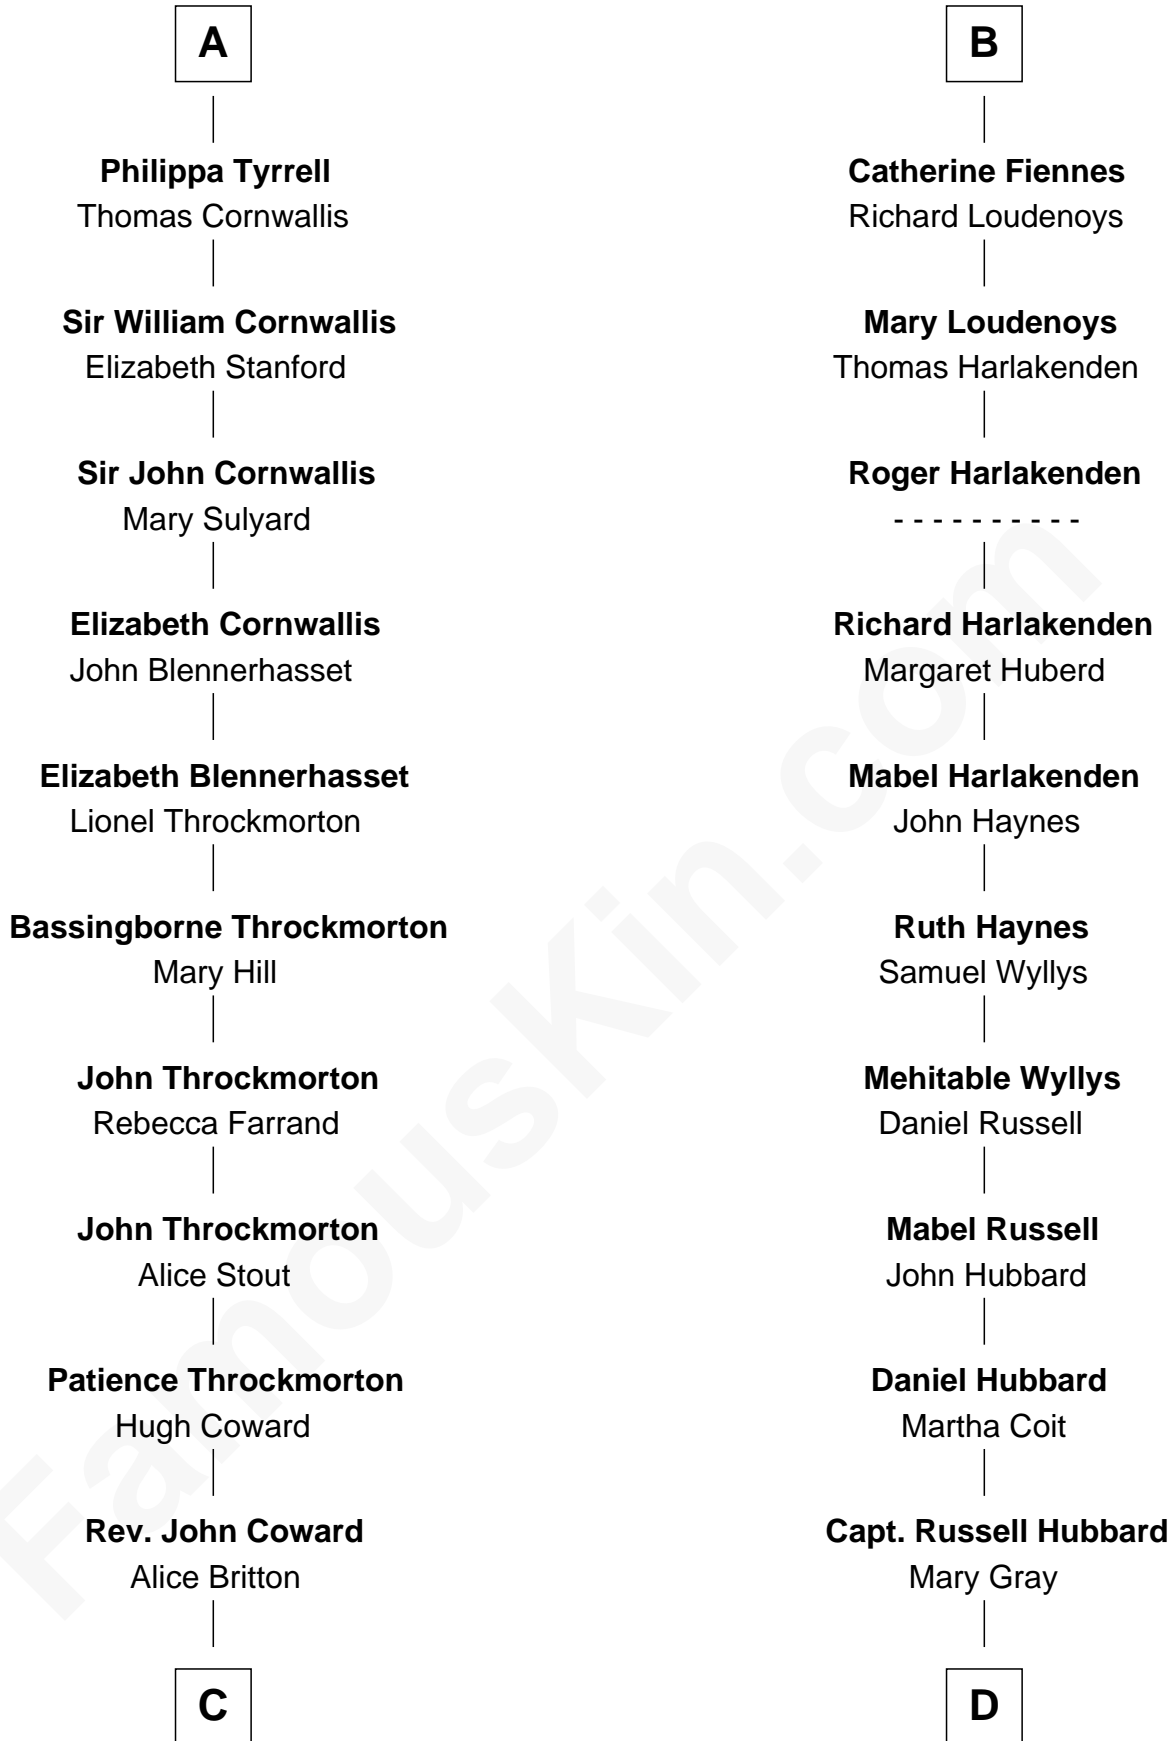 A
Philippa Tyrrell
Thomas Cornwallis
Sir William Cornwallis
Elizabeth Stanford
Sir John Cornwallis
Mary Sulyard
Elizabeth Cornwallis
John Blennerhasset
Elizabeth Blennerhasset
Lionel Throckmorton
Bassingborne Throckmorton
Mary Hill
John Throckmorton
Rebecca Farrand
John Throckmorton
Alice Stout
Patience Throckmorton
Hugh Coward
Rev. John Coward
Alice Britton
C
B
Catherine Fiennes
Richard Loudenoys
Mary Loudenoys
Thomas Harlakenden
Roger Harlakenden
- - - - - - - - - -
Richard Harlakenden
Margaret Huberd
Mabel Harlakenden
John Haynes
Ruth Haynes
Samuel Wyllys
Mehitable Wyllys
Daniel Russell
Mabel Russell
John Hubbard
Daniel Hubbard
Martha Coit
Capt. Russell Hubbard
Mary Gray
D
FamousKin.com